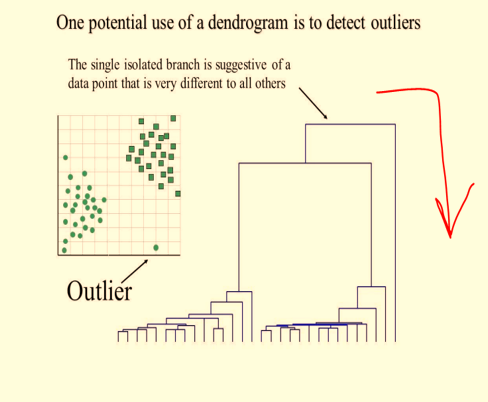 One potential use of a dendrogram is to detect outliers
The single isolated branch is suggestive of a
data point that is very different to all others
Outlier